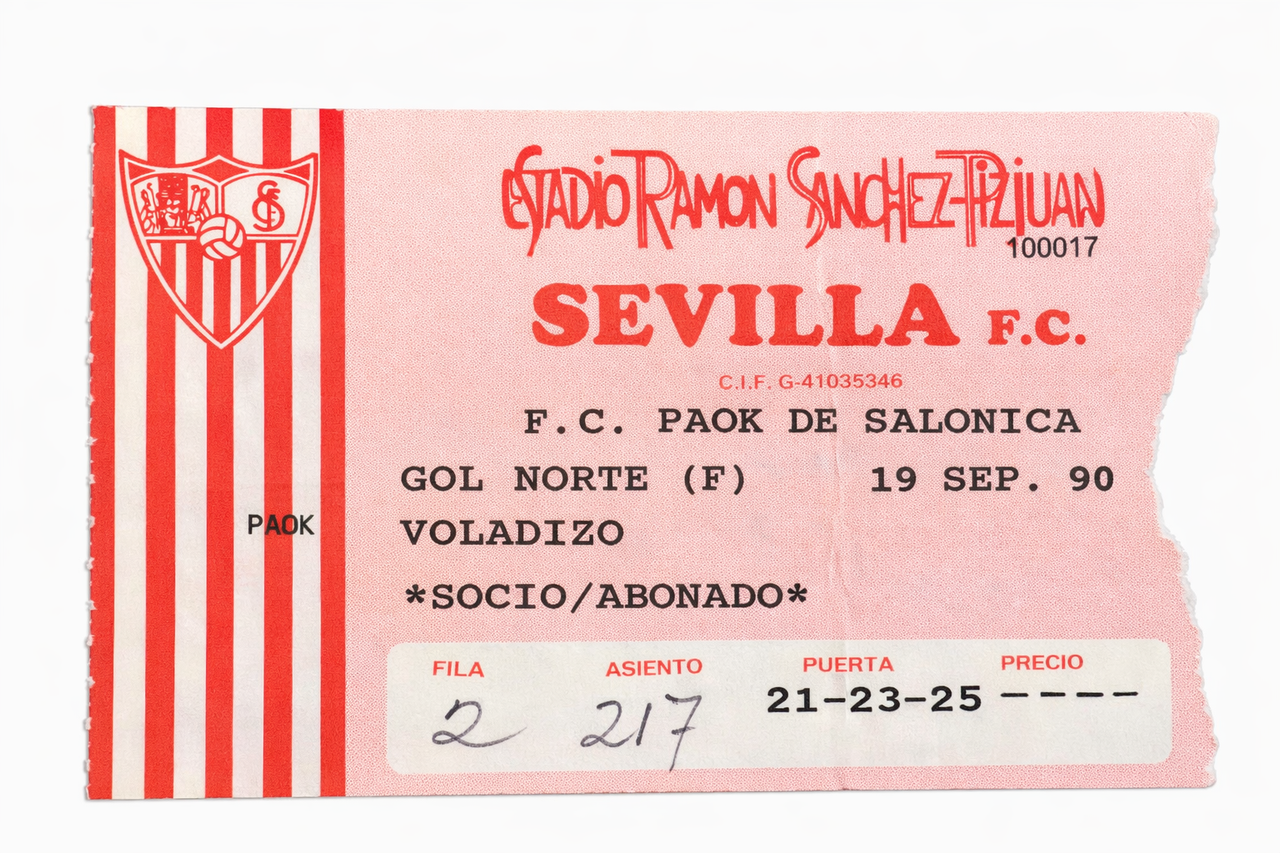 ESTADIO RAMON SANCHEZ-PIZJUAN
100017
SEVILLA F.C.
C.I.F. G-41035346
F.C. PAOK DE SALONICA
GOL NORTE (F) 19 SEP. 90
PAOK
VOLADIZO
*SOCIO/ABONADO*
FILA ASIENTO PUERTA PRECIO
2 217 21-23-25 ----